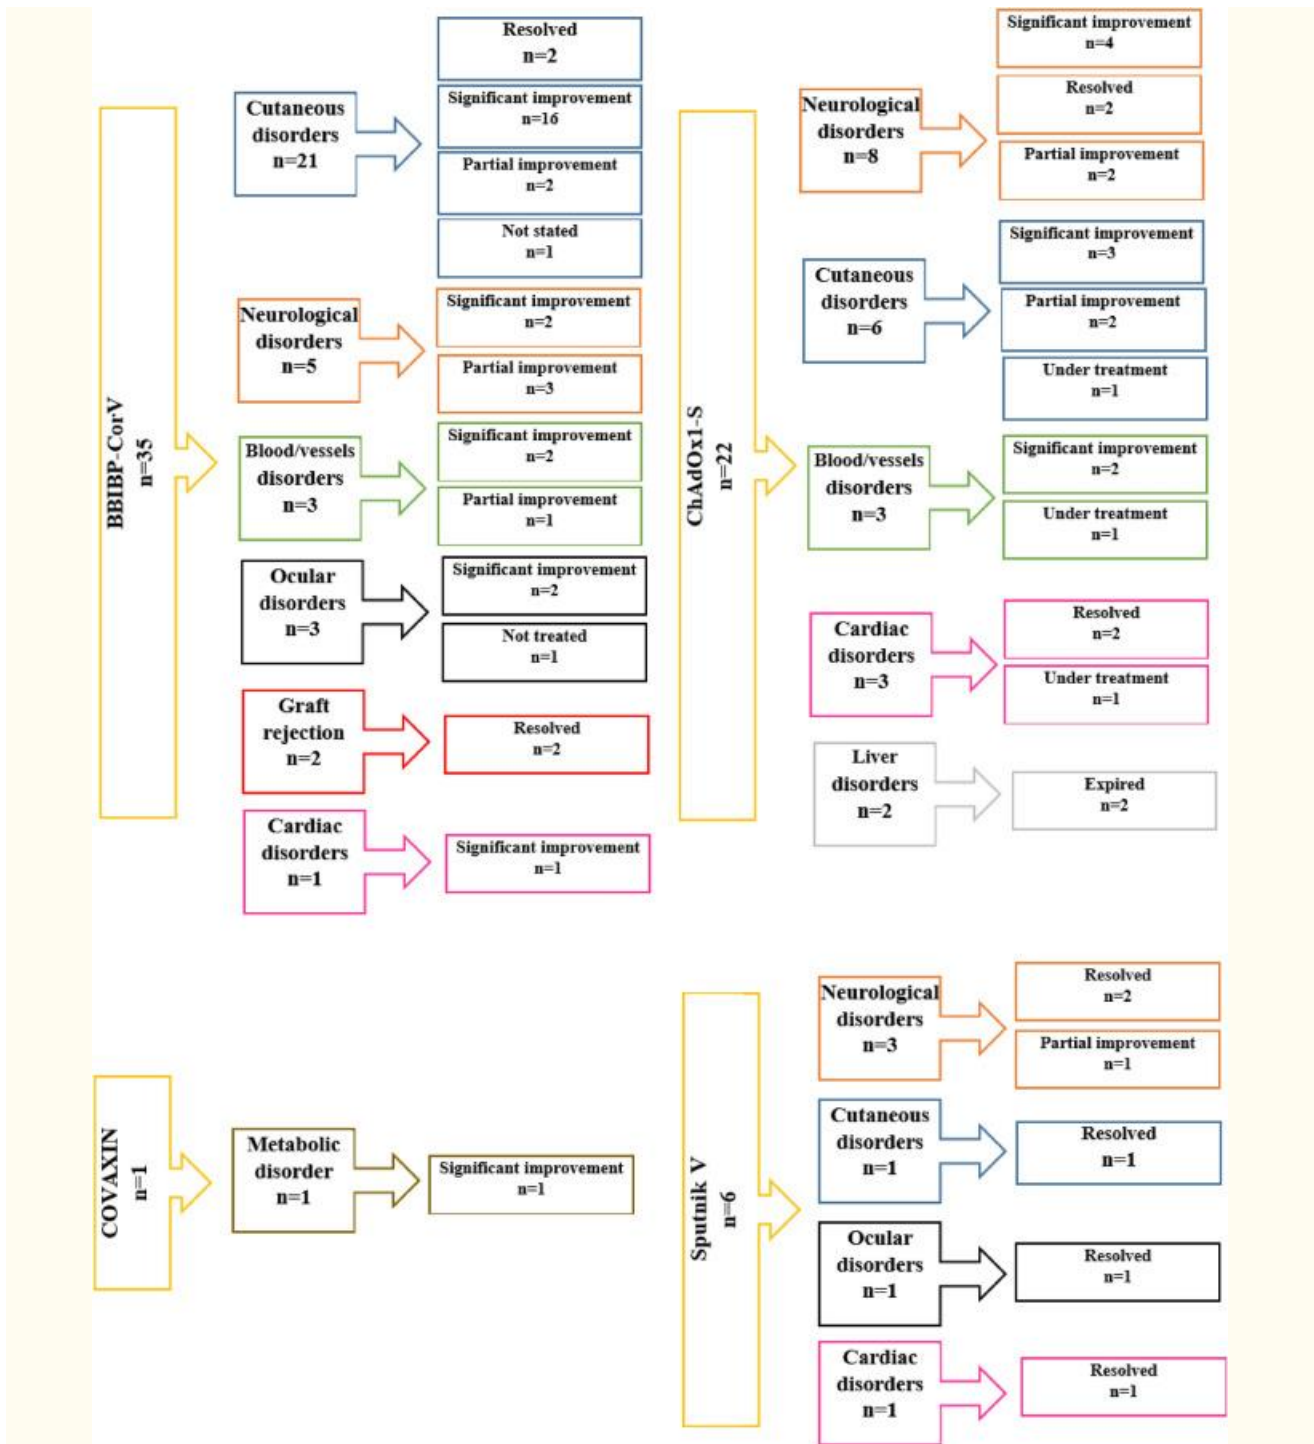 BBIBP-CorV
n=35
Cutaneous
disorders
n=21
Resolved
n=2
Significant improvement
n=16
Partial improvement
n=2
Not stated
n=1
Neurological
disorders
n=5
Significant improvement
n=2
Partial improvement
n=3
Blood/vessels
disorders
n=3
Significant improvement
n=2
Partial improvement
n=1
Ocular
disorders
n=3
Significant improvement
n=2
Not treated
n=1
Graft
rejection
n=2
Resolved
n=2
Cardiac
disorders
n=1
Significant improvement
n=1
ChAdOx1-S
n=22
Neurological
disorders
n=8
Significant improvement
n=4
Resolved
n=2
Partial improvement
n=2
Cutaneous
disorders
n=6
Significant improvement
n=3
Partial improvement
n=2
Under treatment
n=1
Blood/vessels
disorders
n=3
Significant improvement
n=2
Under treatment
n=1
Cardiac
disorders
n=3
Resolved
n=2
Under treatment
n=1
Liver
disorders
n=2
Expired
n=2
COVAXIN
n=1
Metabolic
disorder
n=1
Significant improvement
n=1
Sputnik V
n=6
Neurological
disorders
n=3
Resolved
n=2
Partial improvement
n=1
Cutaneous
disorders
n=1
Resolved
n=1
Ocular
disorders
n=1
Resolved
n=1
Cardiac
disorders
n=1
Resolved
n=1